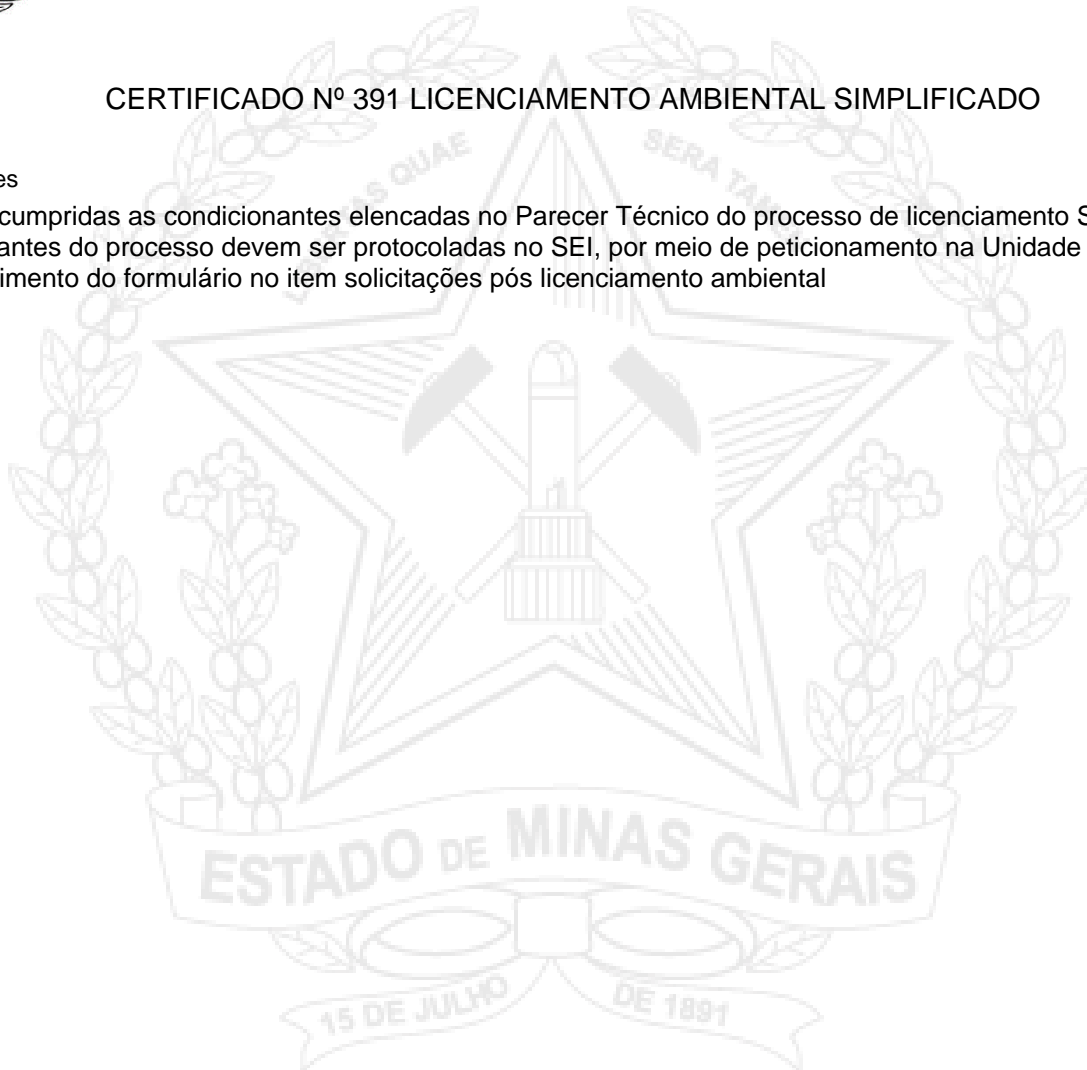 CERTIFICADO Nº 391 LICENCIAMENTO AMBIENTAL SIMPLIFICADO
es
cumpridas as condicionantes elencadas no Parecer Técnico do processo de licenciamento S
antes do processo devem ser protocoladas no SEI, por meio de peticionamento na Unidade
imento do formulário no item solicitações pós licenciamento ambiental
QUAE SERA
ESTADO DE MINAS GERAIS
15 DE JULHO DE 1891